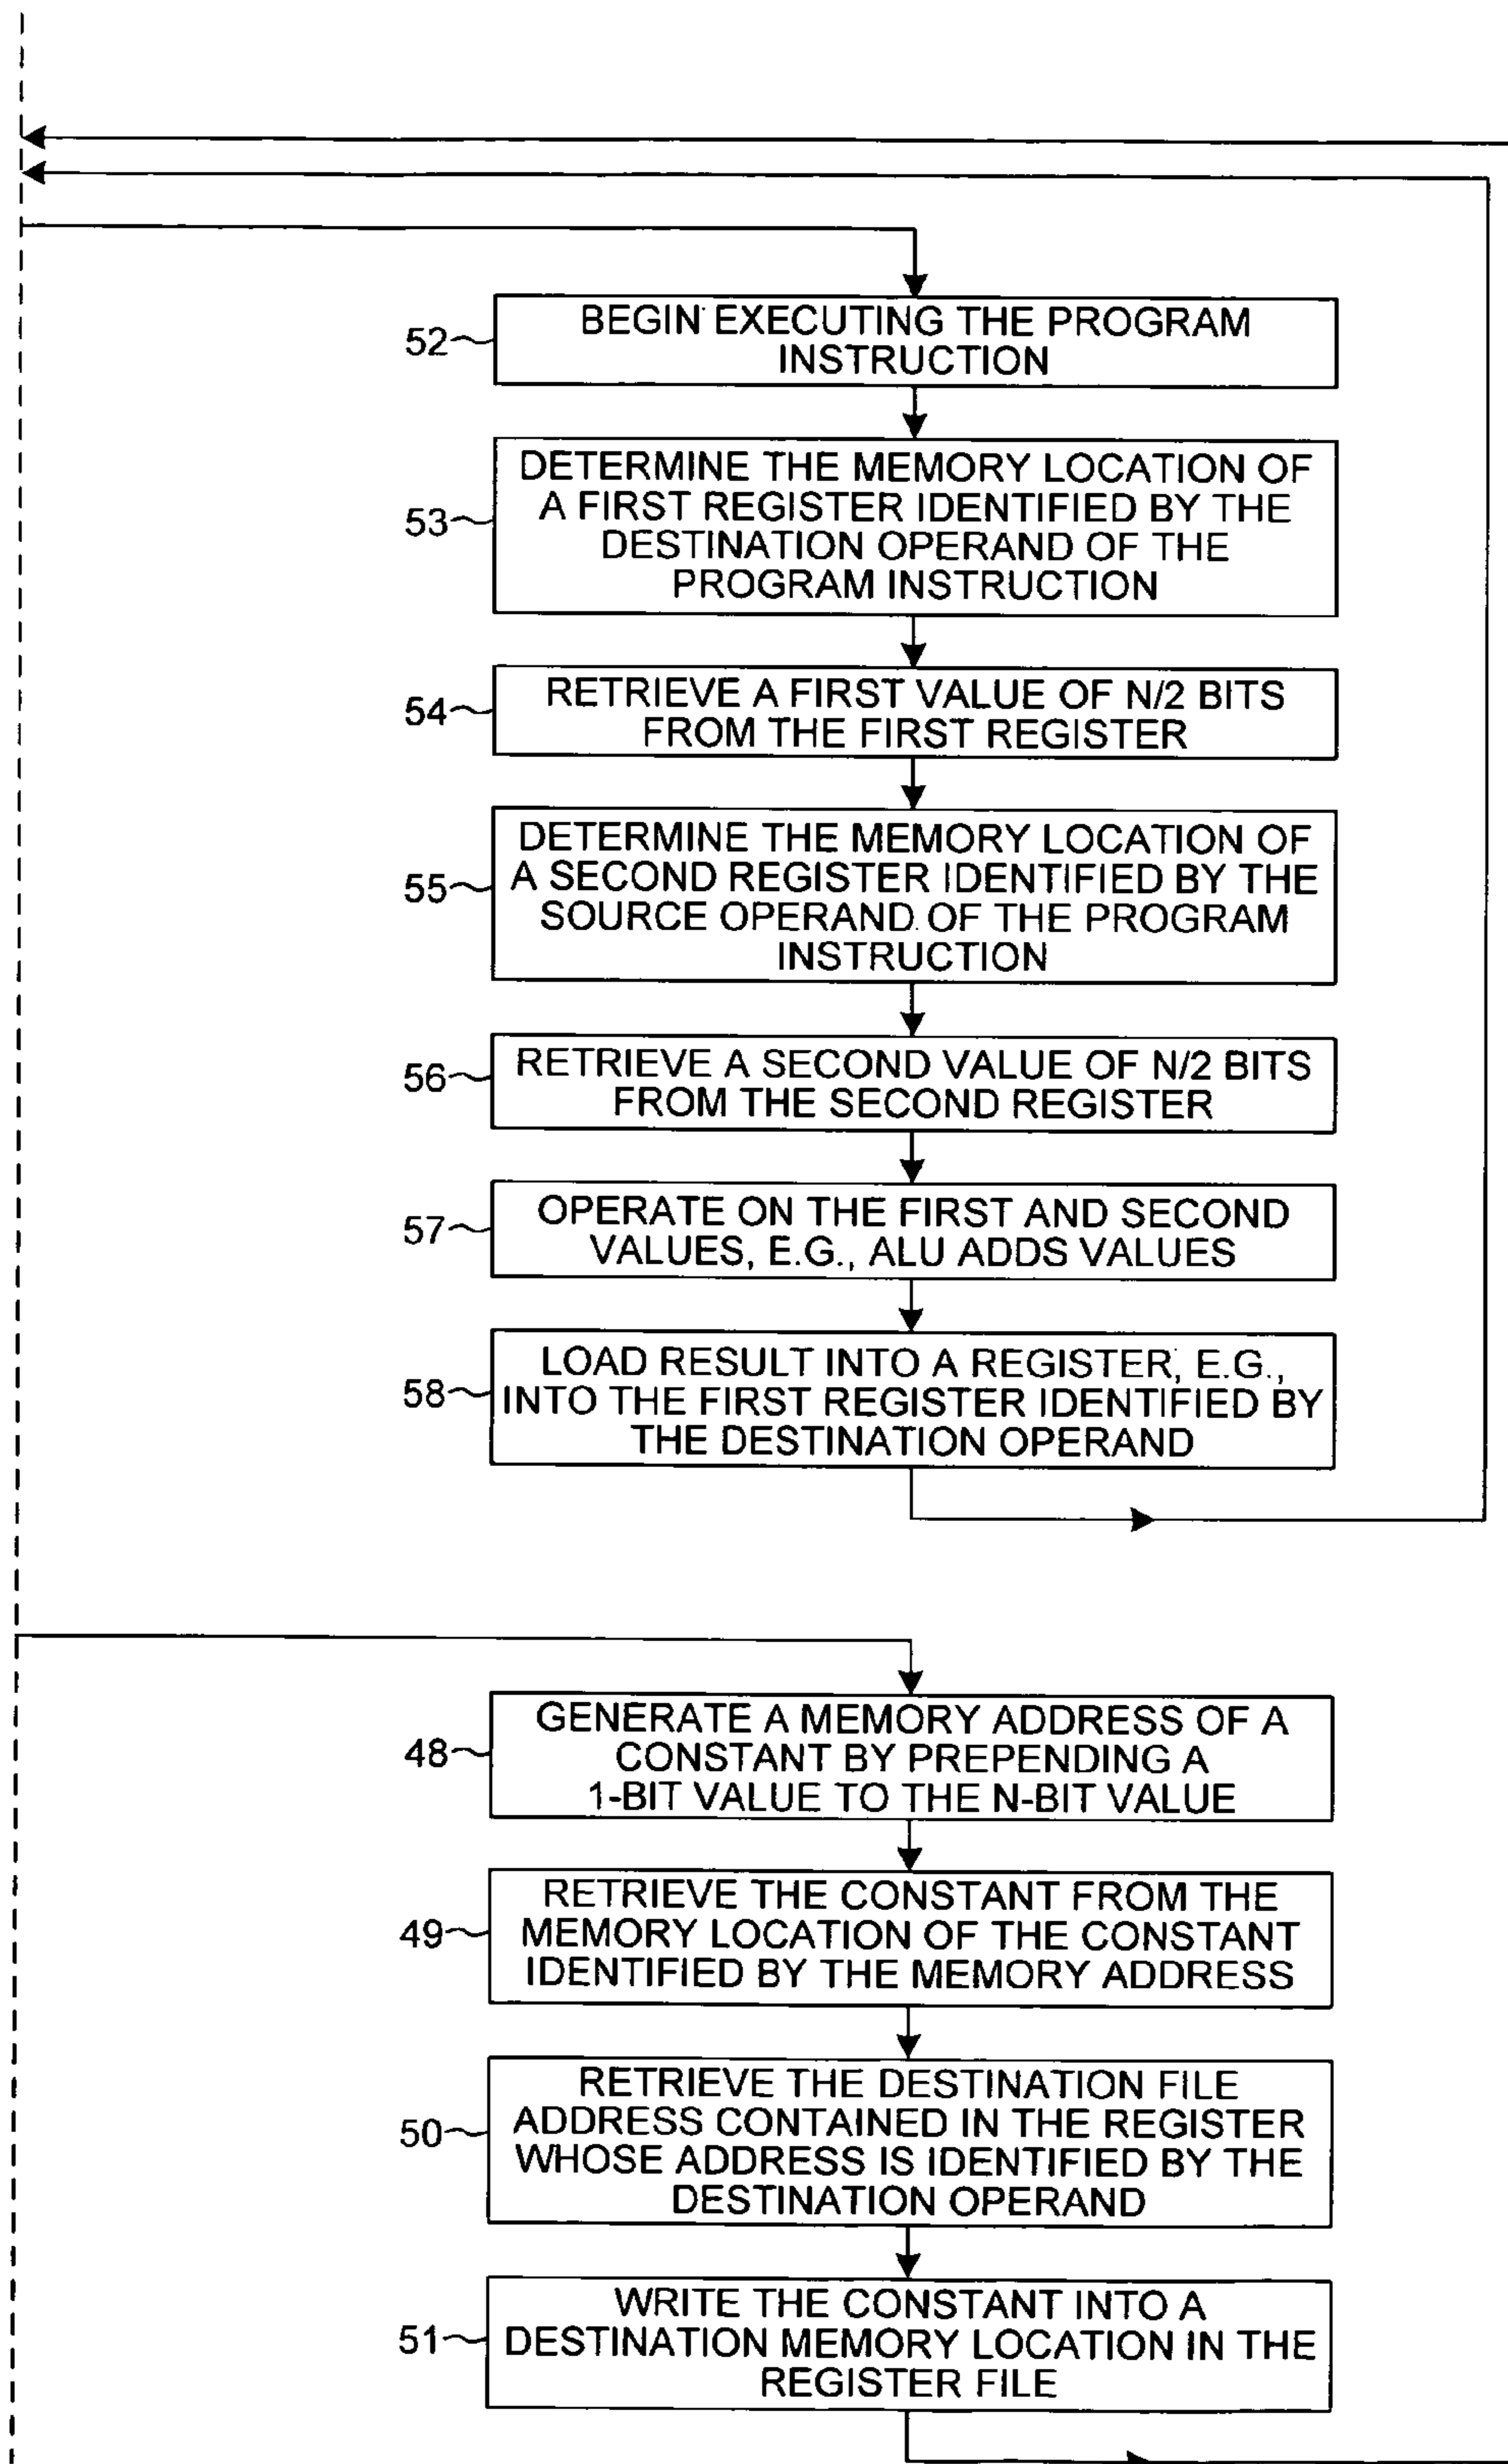 52
BEGIN EXECUTING THE PROGRAM
INSTRUCTION
53
DETERMINE THE MEMORY LOCATION OF
A FIRST REGISTER IDENTIFIED BY THE
DESTINATION OPERAND OF THE
PROGRAM INSTRUCTION
54
RETRIEVE A FIRST VALUE OF N/2 BITS
FROM THE FIRST REGISTER
55
DETERMINE THE MEMORY LOCATION OF
A SECOND REGISTER IDENTIFIED BY THE
SOURCE OPERAND OF THE PROGRAM
INSTRUCTION
56
RETRIEVE A SECOND VALUE OF N/2 BITS
FROM THE SECOND REGISTER
57
OPERATE ON THE FIRST AND SECOND
VALUES, E.G., ALU ADDS VALUES
58
LOAD RESULT INTO A REGISTER, E.G.,
INTO THE FIRST REGISTER IDENTIFIED BY
THE DESTINATION OPERAND
48
GENERATE A MEMORY ADDRESS OF A
CONSTANT BY PREPENDING A
1-BIT VALUE TO THE N-BIT VALUE
49
RETRIEVE THE CONSTANT FROM THE
MEMORY LOCATION OF THE CONSTANT
IDENTIFIED BY THE MEMORY ADDRESS
50
RETRIEVE THE DESTINATION FILE
ADDRESS CONTAINED IN THE REGISTER
WHOSE ADDRESS IS IDENTIFIED BY THE
DESTINATION OPERAND
51
WRITE THE CONSTANT INTO A
DESTINATION MEMORY LOCATION IN THE
REGISTER FILE